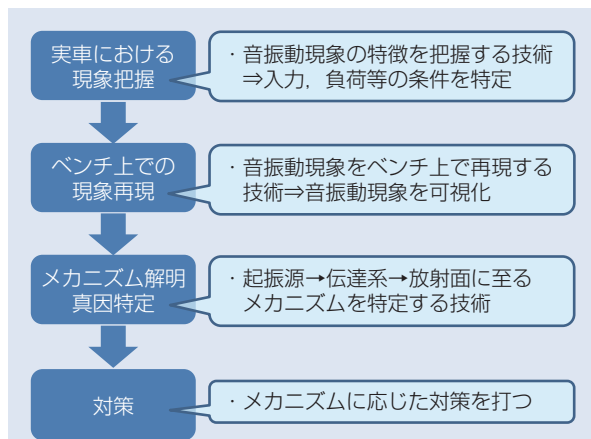 実車における
現象把握
・音振動現象の特徴を把握する技術
⇒入力，負荷等の条件を特定
ベンチ上での
現象再現
・音振動現象をベンチ上で再現する
技術⇒音振動現象を可視化
メカニズム解明
真因特定
・起振源→伝達系→放射面に至る
メカニズムを特定する技術
対策
・メカニズムに応じた対策を打つ